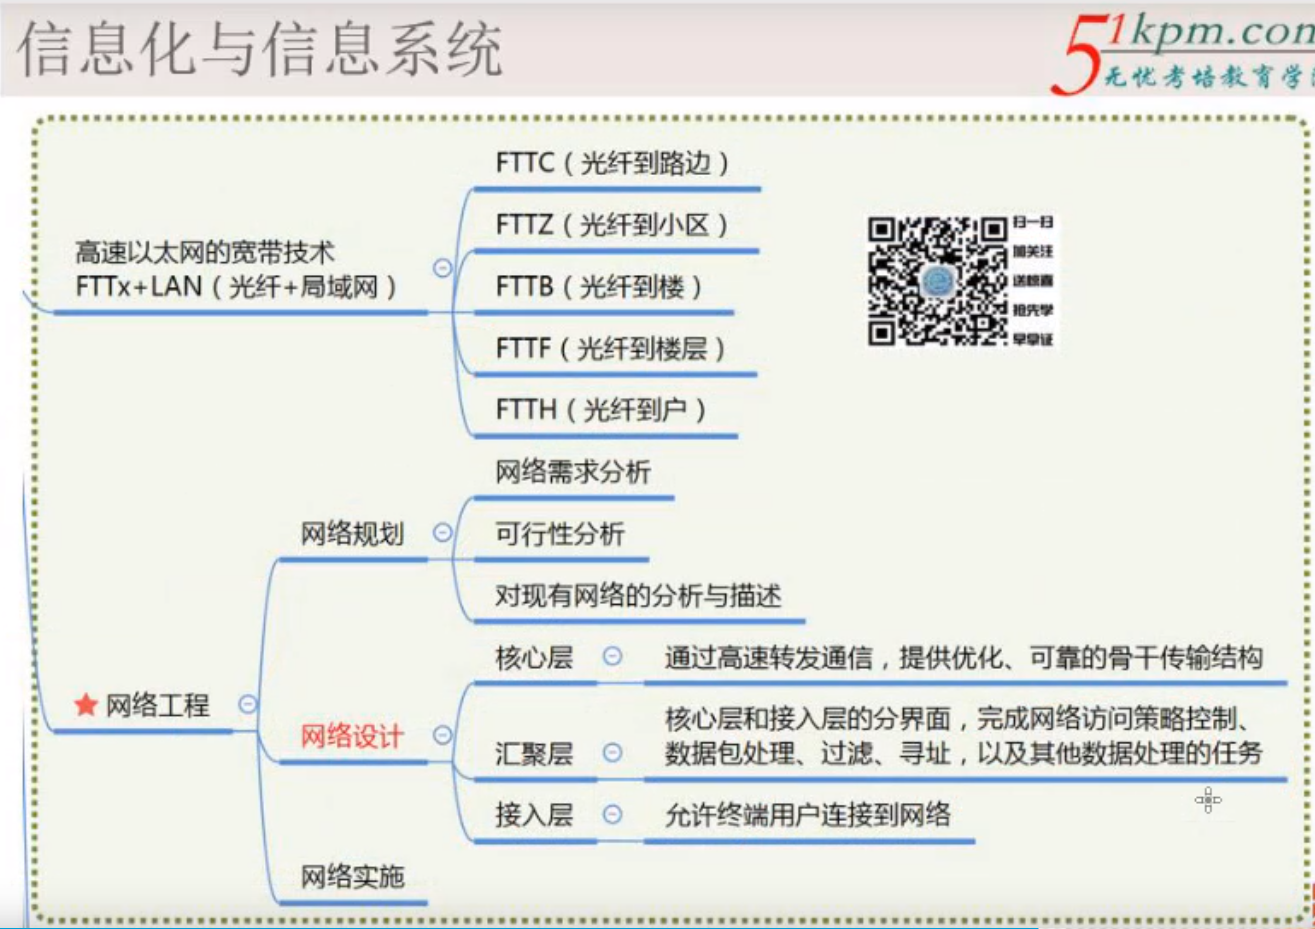 信息化与信息系统
51kpm.com
无忧考培教育学
高速以太网的宽带技术
FTTx+LAN（光纤+局域网）
FTTC（光纤到路边）
FTTZ（光纤到小区）
FTTB（光纤到楼）
FTTF（光纤到楼层）
FTTH（光纤到户）
扫一扫
加关注
抢先学
早拿证
★ 网络工程
网络规划
网络需求分析
可行性分析
对现有网络的分析与描述
网络设计
核心层
通过高速转发通信，提供优化、可靠的骨干传输结构
汇聚层
核心层和接入层的分界面，完成网络访问策略控制、
数据包处理、过滤、寻址，以及其他数据处理的任务
接入层
允许终端用户连接到网络
网络实施